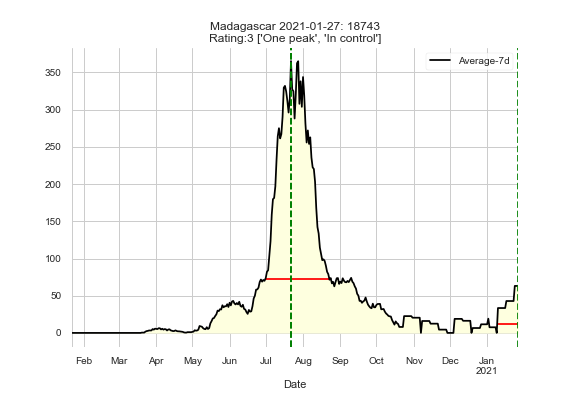 Madagascar 2021-01-27: 18743
Rating:3 ['One peak', 'In control']
Average-7d
350
300
250
200
150
100
50
0
Feb Mar Apr May Jun Jul Aug Sep Oct Nov Dec Jan
2021
Date